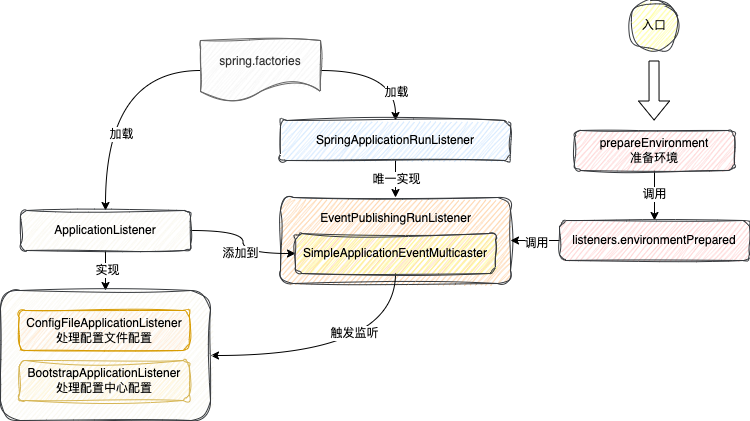 入口
spring.factories
加载
加载
SpringApplicationRunListener
prepareEnvironment
准备环境
唯一实现
调用
ApplicationListener
EventPublishingRunListener
SimpleApplicationEventMulticaster
添加到
调用
listeners.environmentPrepared
实现
触发监听
ConfigFileApplicationListener
处理配置文件配置
BootstrapApplicationListener
处理配置中心配置